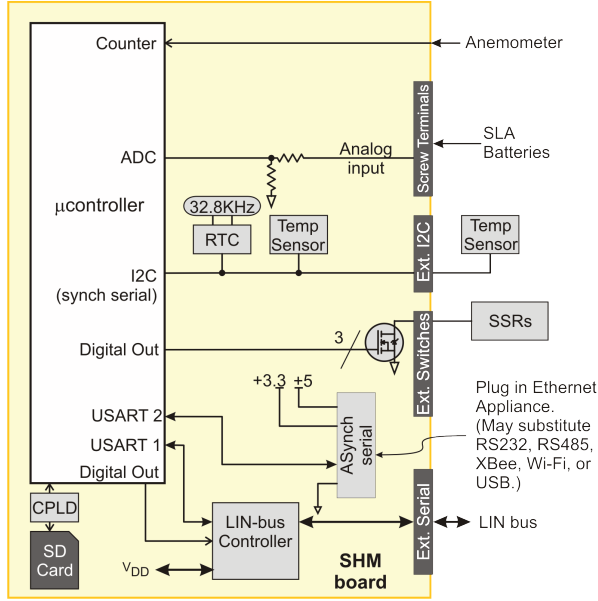 Counter
Anemometer
ADC
Analog
input
Screw Terminals
SLA
Batteries
µcontroller
32.8KHz
RTC
Temp
Sensor
Ext. I2C
Temp
Sensor
I2C
(synch serial)
Digital Out
3
Ext. Switches
SSRs
+3.3
±5
USART 2
ASynch
serial
Plug in Ethernet
Appliance.
(May substitute
RS232, RS485,
XBee, Wi-Fi, or
USB.)
USART 1
Digital Out
CPLD
SD
Card
LIN-bus
Controller
VDD
Ext. Serial
LIN bus
SHM
board